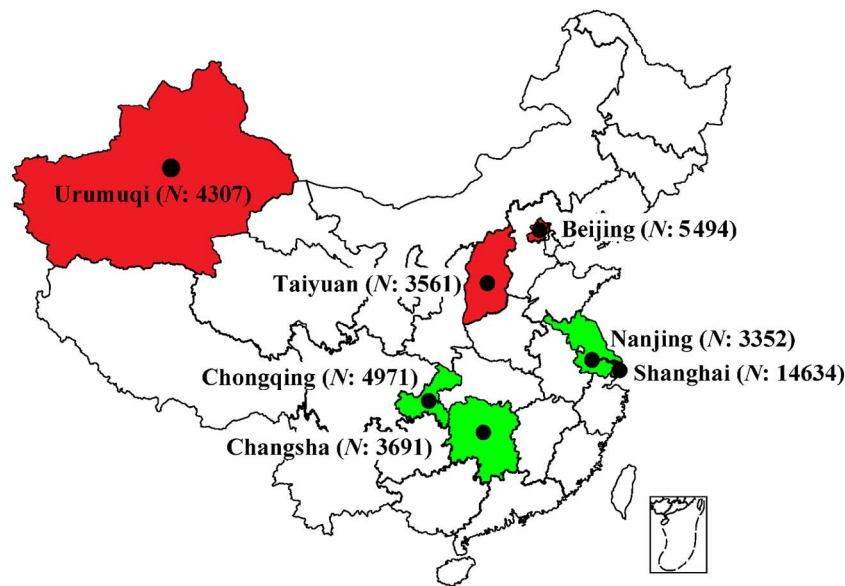 Urumuqi (N: 4307)
Beijing (N: 5494)
Taiyuan (N: 3561)
Nanjing (N: 3352)
Chongqing (N: 4971)
Shanghai (N: 14634)
Changsha (N: 3691)